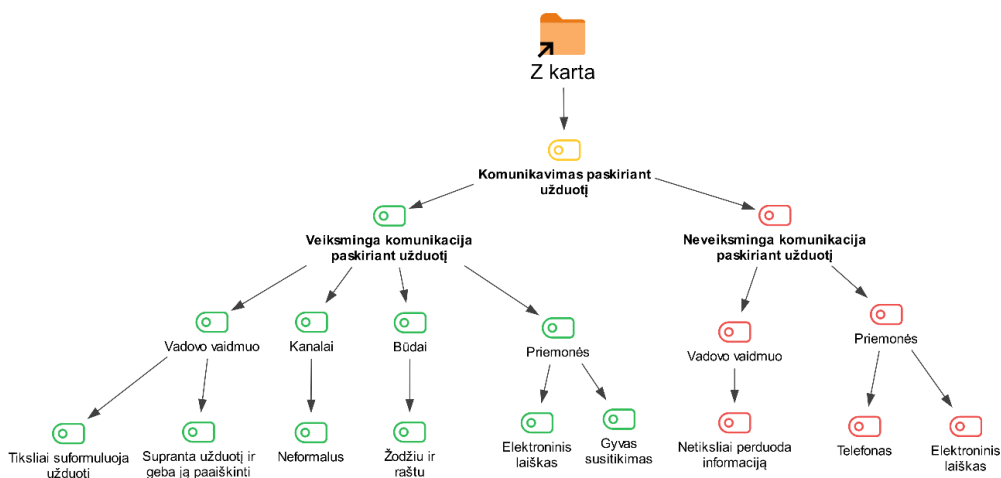 Z karta
Komunikavimas paskiriant
užduotį
Veiksminga komunikacija
paskiriant užduotį
Neveiksminga komunikacija
paskiriant užduotį
Vadovo vaidmuo
Kanalai
Būdai
Priemonės
Vadovo vaidmuo
Priemonės
Tiksliai suformuluoja
užduotį
Supranta užduotį ir
geba ją paaiškinti
Neformalus
Žodžiu ir
raštu
Elektroninis
laiškas
Gyvas
susitikimas
Netiksliai perduoda
informaciją
Telefonas
Elektroninis
laiškas